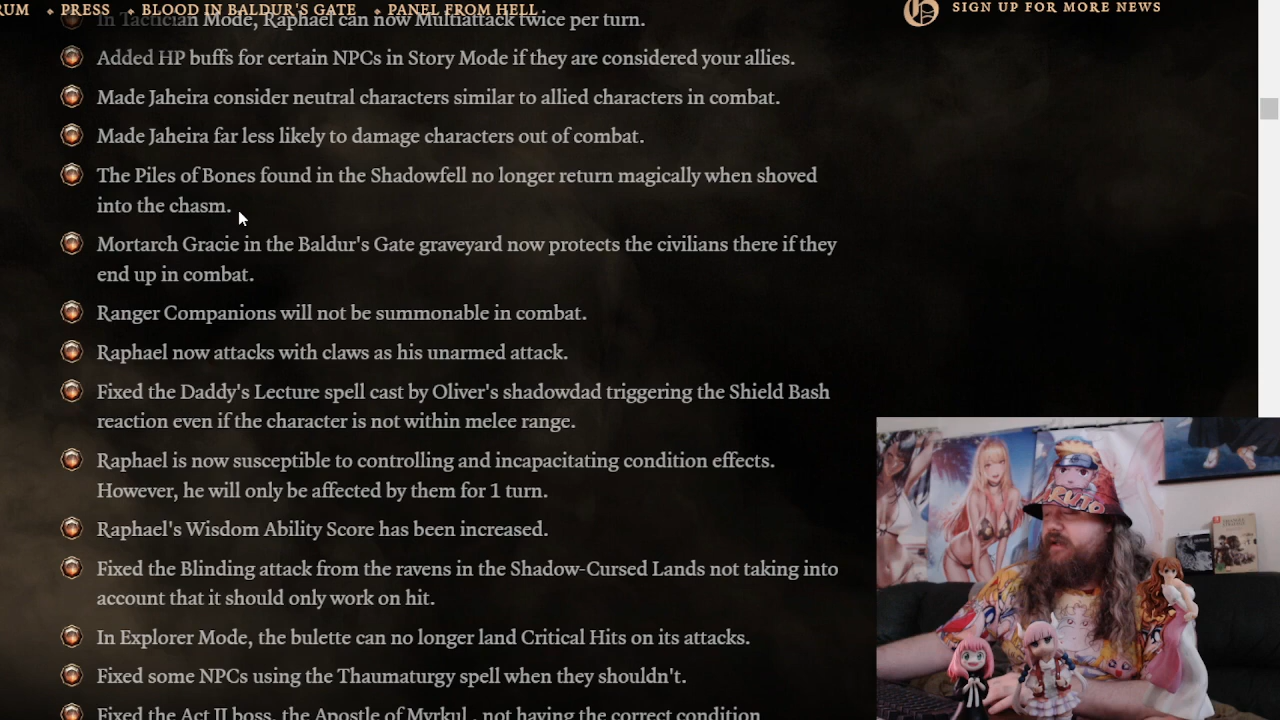 RUM PRESS BLOOD IN BALDUR'S GATE PANEL FROM HELL SIGN UP FOR MORE NEWS
In Tactician Mode, Raphael can now Multiattack twice per turn.
Added HP buffs for certain NPCs in Story Mode if they are considered your allies.
Made Jaheira consider neutral characters similar to allied characters in combat.
Made Jaheira far less likely to damage characters out of combat.
The Piles of Bones found in the Shadowfell no longer return magically when shoved
into the chasm.
Mortarch Gracie in the Baldur's Gate graveyard now protects the civilians there if they
end up in combat.
Ranger Companions will not be summonable in combat.
Raphael now attacks with claws as his unarmed attack.
Fixed the Daddy's Lecture spell cast by Oliver's shadowdad triggering the Shield Bash
reaction even if the character is not within melee range.
Raphael is now susceptible to controlling and incapacitating condition effects.
However, he will only be affected by them for 1 turn.
Raphael's Wisdom Ability Score has been increased.
Fixed the Blinding attack from the ravens in the Shadow-Cursed Lands not taking into
account that it should only work on hit.
In Explorer Mode, the bulette can no longer land Critical Hits on its attacks.
Fixed some NPCs using the Thaumaturgy spell when they shouldn't.
Fixed the Act II boss, the Apostle of Myrkul , not having the correct condition
NARUTO